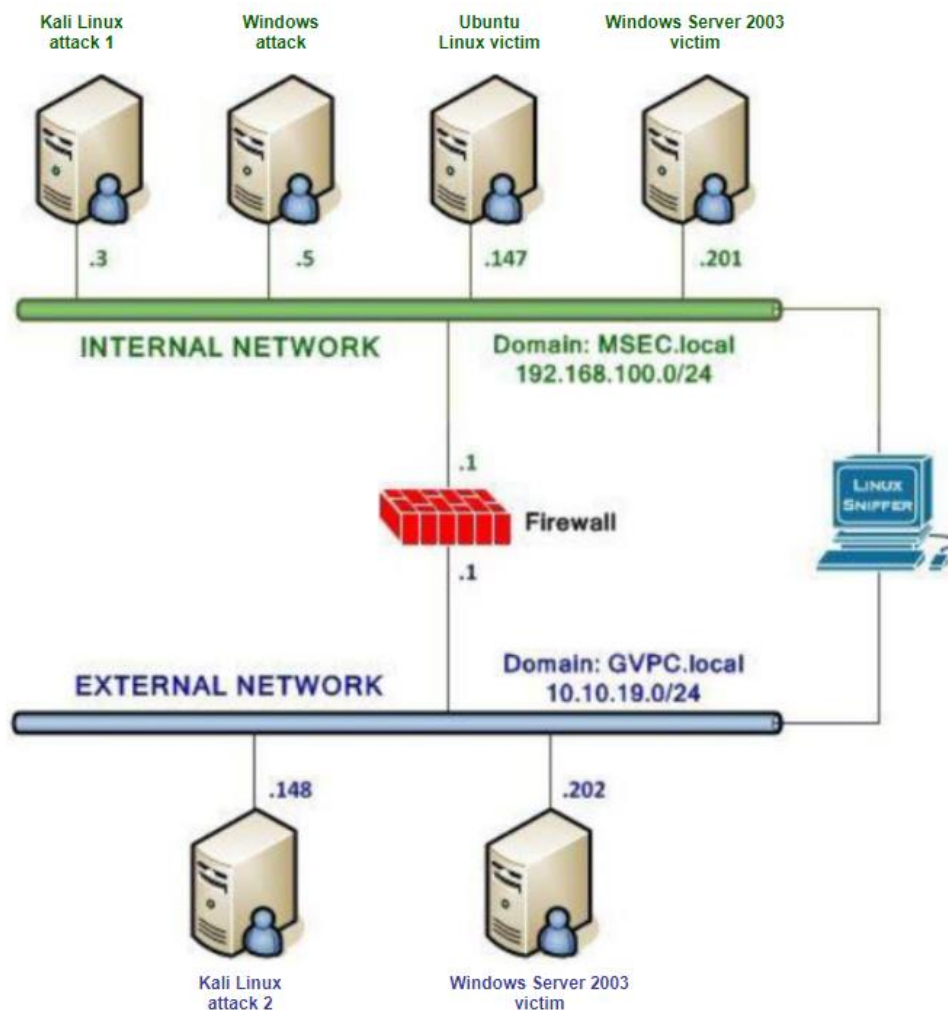 Kali Linux
attack 1
Windows
attack
Ubuntu
Linux victim
Windows Server 2003
victim
.3
.5
.147
.201
INTERNAL NETWORK
Domain: MSEC.local
192.168.100.0/24
.1
Firewall
.1
LINUX
SNIFFER
EXTERNAL NETWORK
Domain: GVPC.local
10.10.19.0/24
.148
.202
Kali Linux
attack 2
Windows Server 2003
victim